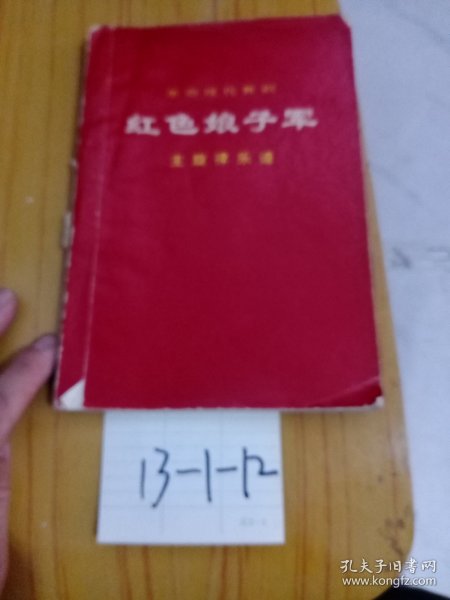 革命现代舞剧
红色娘子军
主旋律乐谱
13-1-12
孔夫子旧书网
www.kongfz.com